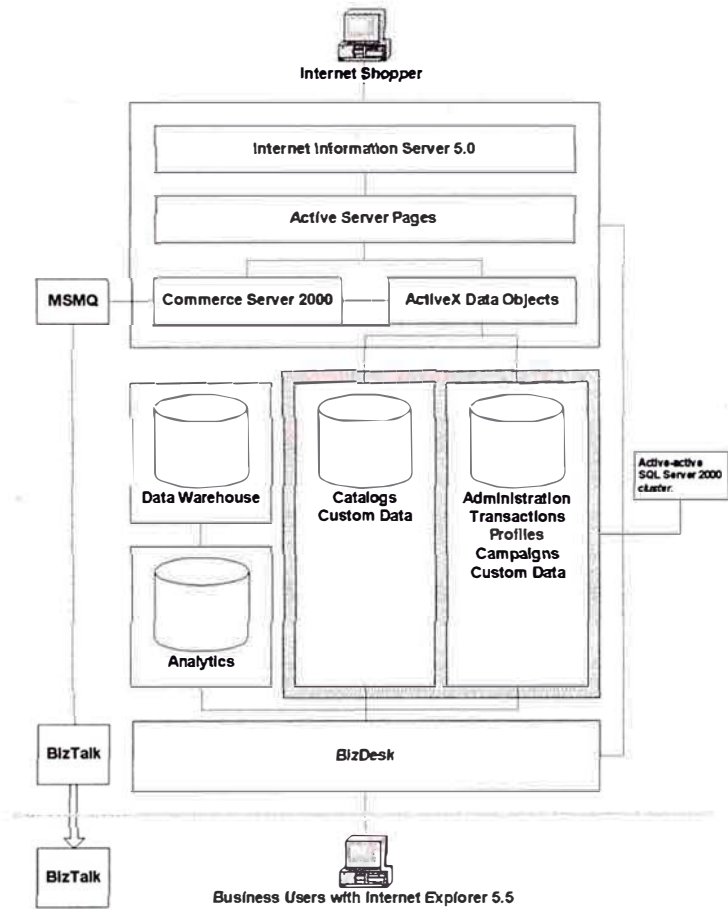 Internet Shopper
Internet Information Server 5.0
Active Server Pages
MSMQ
Commerce Server 2000
ActiveX Data Objects
Data Warehouse
Catalogs
Custom Data
Administration
Transactions
Profiles
Campaigns
Custom Data
Active-active
SQL Server 2000
cluster.
Analytics
BizTalk
BizDesk
BizTalk
Business Users with Internet Explorer 5.5